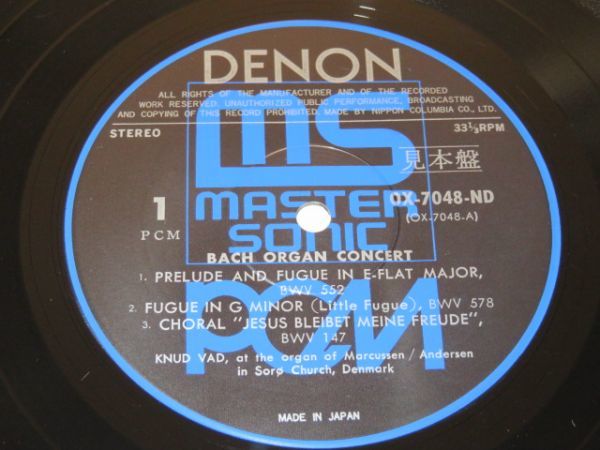 DENON
ALL RIGHTS OF THE MANUFACTURER AND OF THE RECORDED
WORK RESERVED. UNAUTHORIZED PUBLIC PERFORMANCE, BROADCASTING
AND COPYING OF THIS RECORD PROHIBITED. MADE BY NIPPON COLUMBIA CO., LTD.
STEREO
33⅓RPM
ms
見本盤
1
PCM
MASTER
SONIC
OX-7048-ND
(OX-7048-A)
BACH ORGAN CONCERT
1. PRELUDE AND FUGUE IN E-FLAT MAJOR,
BWV 552
2. FUGUE IN G MINOR (Little Fugue), BWV 578
3. CHORAL "JESUS BLEIBET MEINE FREUDE",
BWV 147
PCM
KNUD VAD, at the organ of Marcussen / Andersen
in Sorø Church, Denmark
MADE IN JAPAN